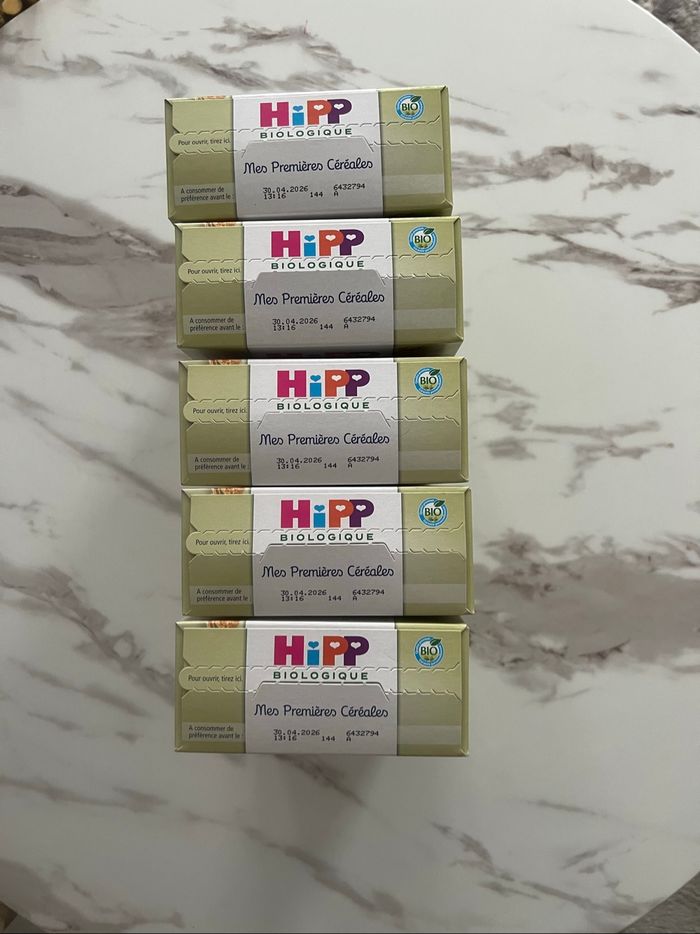 HiPP
BIOLOGIQUE
BIO
Pour ouvrir, tirez ici.
Mes Premières Céréales
A consommer de
préférance avant le :
30.04.2026 6432794
13:16 144 A
HiPP
BIOLOGIQUE
BIO
Pour ouvrir, tirez ici.
Mes Premières Céréales
A consommer de
préférence avant le :
30.04.2026 6432794
13:16 144 A
HiPP
BIOLOGIQUE
BIO
Pour ouvrir, tirez ici.
Mes Premières Céréales
A consommer de
préférence avant le :
30.04.2026 6432794
13:16 144 A
HiPP
BIOLOGIQUE
BIO
Pour ouvrir, tirez ici.
Mes Premières Céréales
A consommer de
préférence avant le
30.04.2026 6432794
13:16 144 A
HiPP
BIOLOGIQUE
BIO
Pour ouvrir, tirez ici.
Mes Premières Céréales
A consommer de
préférence avant le :
30.04.2026 6432794
13:16 144 A